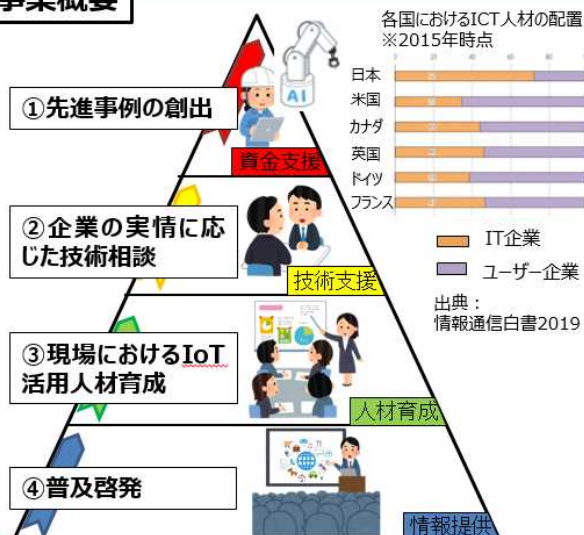 事業概要
①先進事例の創出
AI
資金支援
②企業の実情に応
じた技術相談
技術支援
③現場におけるIoT
活用人材育成
人材育成
④普及啓発
情報提供
各国におけるICT人材の配置
※2015年時点
日本
米国
カナダ
英国
ドイツ
フランス
IT企業
ユーザー企業
出典：
情報通信白書2019